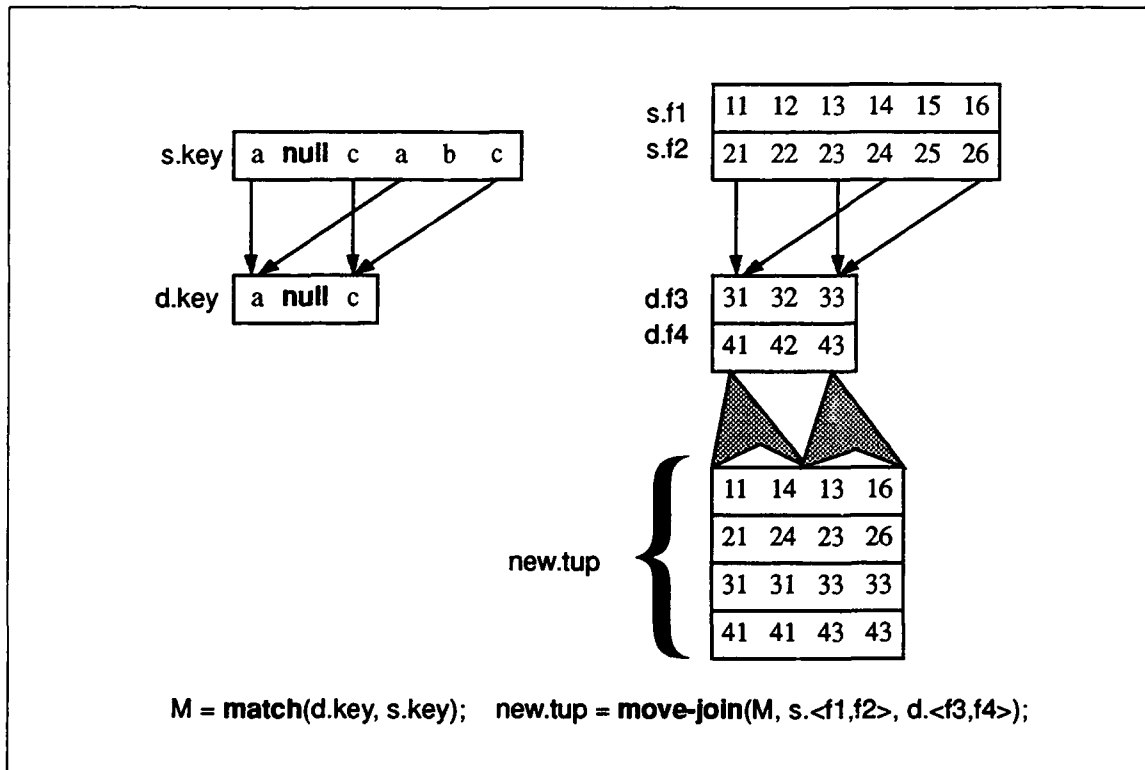 s.key a null c a b c
d.key a null c
s.f1 11 12 13 14 15 16
s.f2 21 22 23 24 25 26
d.f3 31 32 33
d.f4 41 42 43
new.tup
11 14 13 16
21 24 23 26
31 31 33 33
41 41 43 43
M = match(d.key, s.key); new.tup = move-join(M, s.<f1,f2>, d.<f3,f4>);